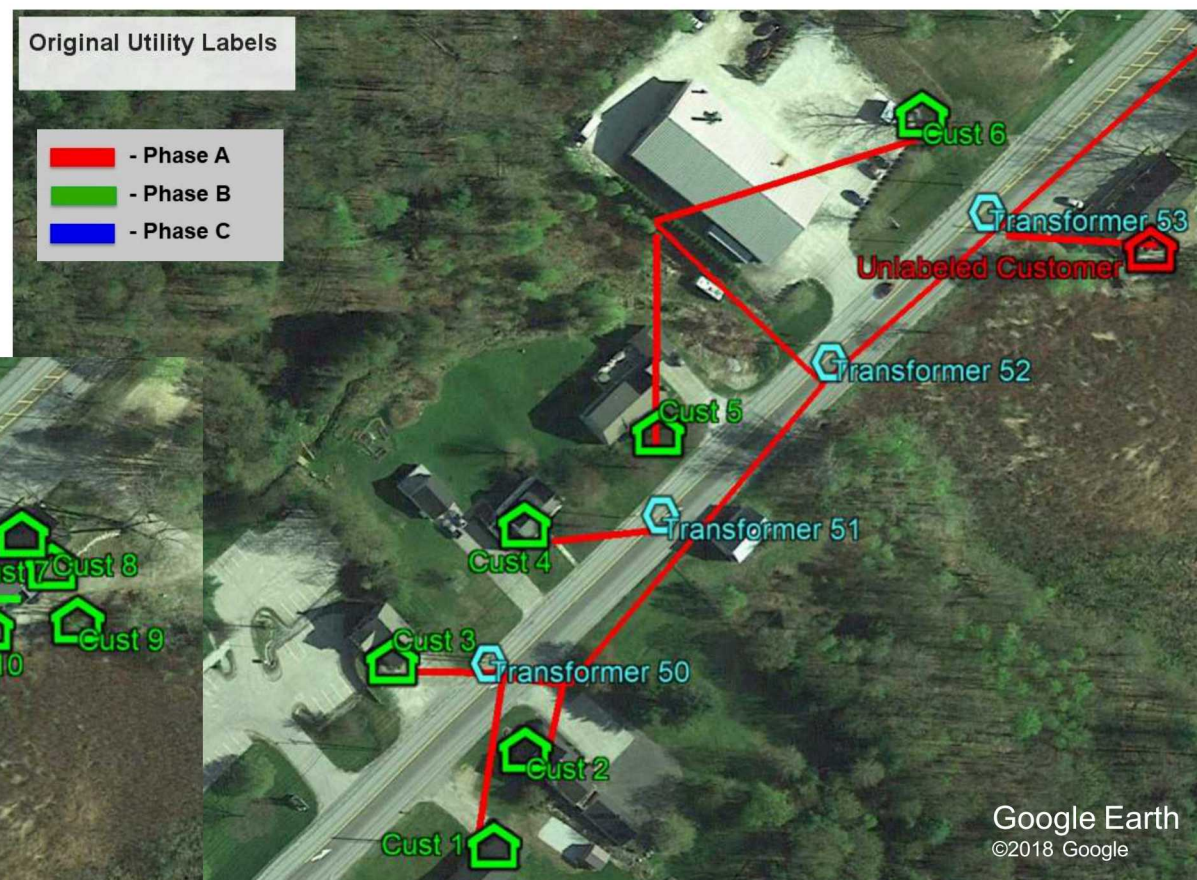 Original Utility Labels
- Phase A
- Phase B
- Phase C
Cust 6
Transformer 53
Unlabeled Customer
Transformer 52
Cust 5
Transformer 51
Cust 4
Cust 8
Cust 9
10
Cust 3
Transformer 50
Cust 2
Cust 1
Google Earth
©2018 Google